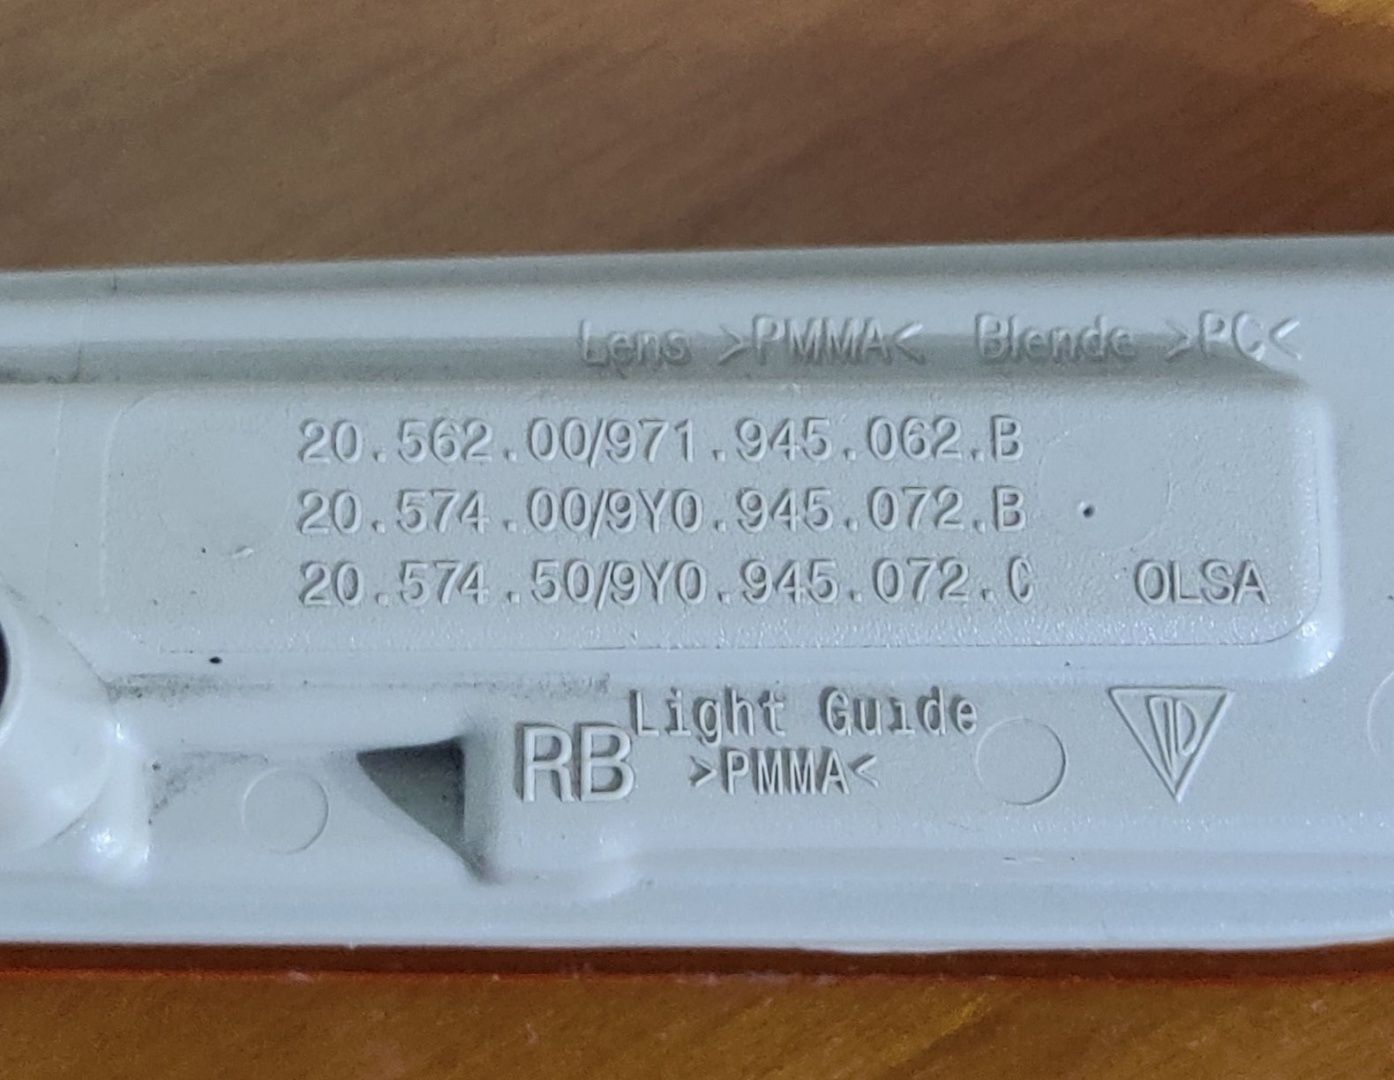 Lens >PMMA< Blende >PC<
20.562.00/971.945.062.B
20.574.00/9Y0.945.072.B
20.574.50/9Y0.945.072.C
OLSA
Light Guide
RB >PMMA<